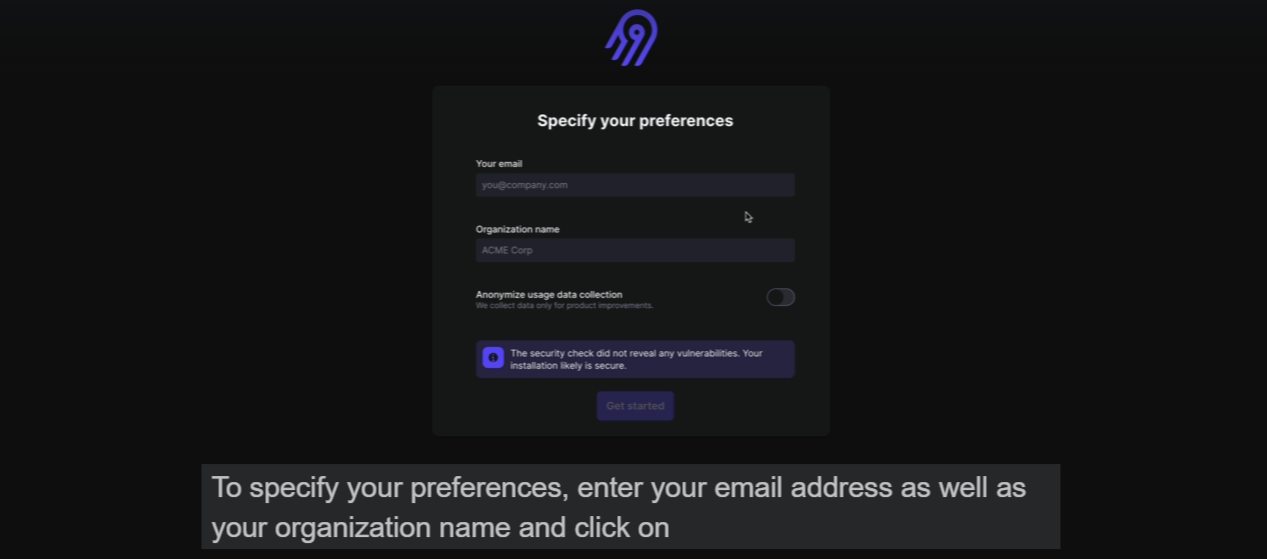 Specify your preferences
Your email
you@company.com
Organization name
ACME Corp
Anonymize usage data collection
We collect data only for product improvements.
The security check did not reveal any vulnerabilities. Your
installation likely is secure.
Get started
To specify your preferences, enter your email address as well as
your organization name and click on